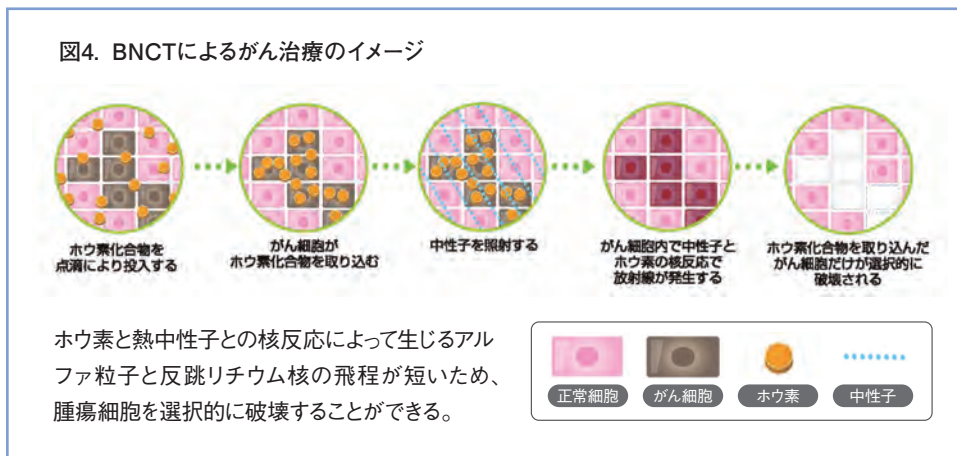 図4. BNCTによるがん治療のイメージ
ホウ素化合物を
点滴により投入する
がん細胞が
ホウ素化合物を取り込む
中性子を照射する
がん細胞内で中性子と
ホウ素の核反応で
放射線が発生する
ホウ素化合物を取り込んだ
がん細胞だけが選択的に
破壊される
ホウ素と熱中性子との核反応によって生じるアル
ファ粒子と反跳リチウム核の飛程が短いため、
腫瘍細胞を選択的に破壊することができる。
正常細胞
がん細胞
ホウ素
中性子